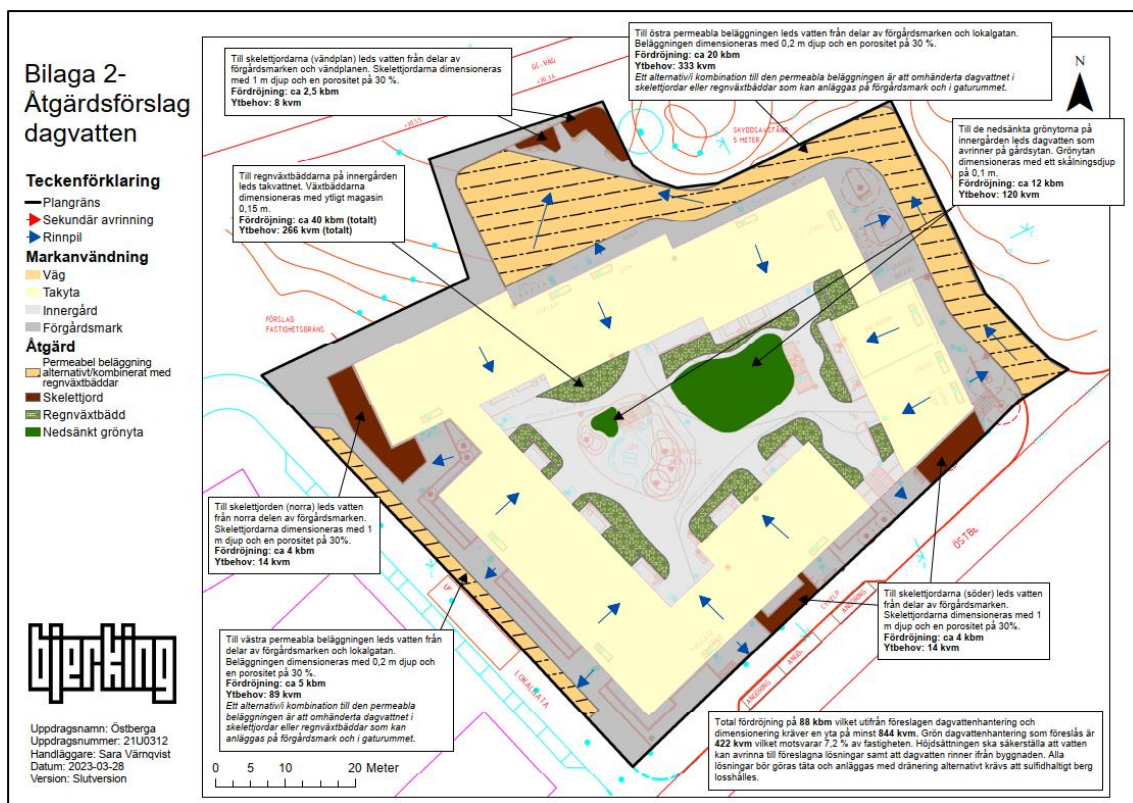 Bilaga 2-
Åtgärdsförslag
dagvatten
Teckenförklaring
Plangräns
Sekundär avrinning
Rinnpil
Markanvändning
Väg
Takyta
Innergård
Förgårdsmark
Åtgärd
Permeabel beläggning
alternativt/kombinerat med
regnväxtbäddar
Skelettjord
Regnväxtbädd
Nedsänkt grönyta
bjerking
Uppdragsnamn: Östberga
Uppdragsnummer: 21U0312
Handläggare: Sara Värnqvist
Datum: 2023-03-28
Version: Slutversion
Till skelettjordarna (vändplan) leds vatten från delar av
förgårdsmarken och vändplanen. Skelettjordarna dimensioneras
med 1 m djup och en porositet på 30 %.
Fördröjning: ca 2,5 kbm
Ytbehov: 8 kvm
Till östra permeabla beläggningen leds vatten från delar av förgårdsmarken och lokalgatan.
Beläggningen dimensioneras med 0,2 m djup och en porositet på 30 %.
Fördröjning: ca 20 kbm
Ytbehov: 333 kvm
Ett alternativ/i kombination till den permeabla beläggningen är att omhänderta dagvattnet i
skelettjordar eller regnväxtbäddar som kan anläggas på förgårdsmark och i gaturummet.
N
GC-VÄG
SKYDDSAVSTÅND
5 METER
Till de nedsänkta grönytorna på
innergården leds dagvatten som
avrinner på gårdsytan. Grönytan
dimensioneras med ett skålningsdjup
på 0,1 m.
Fördröjning: ca 12 kbm
Ytbehov: 120 kvm
Till regnväxtbäddarna på innergården
leds takvattnet. Växtbäddarna
dimensioneras med ytligt magasin
0,15 m.
Fördröjning: ca 40 kbm (totalt)
Ytbehov: 266 kvm (totalt)
FÖRSLAG
FASTIGHETSGRÄNS
Till skelettjorden (norra) leds vatten
från norra delen av förgårdsmarken.
Skelettjordarna dimensioneras med 1
m djup och en porositet på 30%.
Fördröjning: ca 4 kbm
Ytbehov: 14 kvm
Till västra permeabla beläggningen leds vatten från
delar av förgårdsmarken och lokalgatan.
Beläggningen dimensioneras med 0,2 m djup och
en porositet på 30 %.
Fördröjning: ca 5 kbm
Ytbehov: 89 kvm
Ett alternativ/i kombination till den permeabla
beläggningen är att omhänderta dagvattnet i
skelettjordar eller regnväxtbäddar som kan
anläggas på förgårdsmark och i gaturummet.
LOKALGATA
ANGÖRING
Till skelettjordarna (söder) leds vatten
från delar av förgårdsmarken.
Skelettjordarna dimensioneras med 1
m djup och en porositet på 30%.
Fördröjning: ca 4 kbm
Ytbehov: 14 kvm
Total fördröjning på 88 kbm vilket utifrån föreslagen dagvattenhantering och
dimensionering kräver en yta på minst 844 kvm. Grön dagvattenhantering som föreslås är
422 kvm vilket motsvarar 7,2 % av fastigheten. Höjdsättningen ska säkerställa att vatten
kan avrinna till föreslagna lösningar samt att dagvatten rinner ifrån byggnaden. Alla
lösningar bör göras täta och anläggas med dränering alternativt krävs att sulfidhaltigt berg
losshålles.
0 5 10 20 Meter